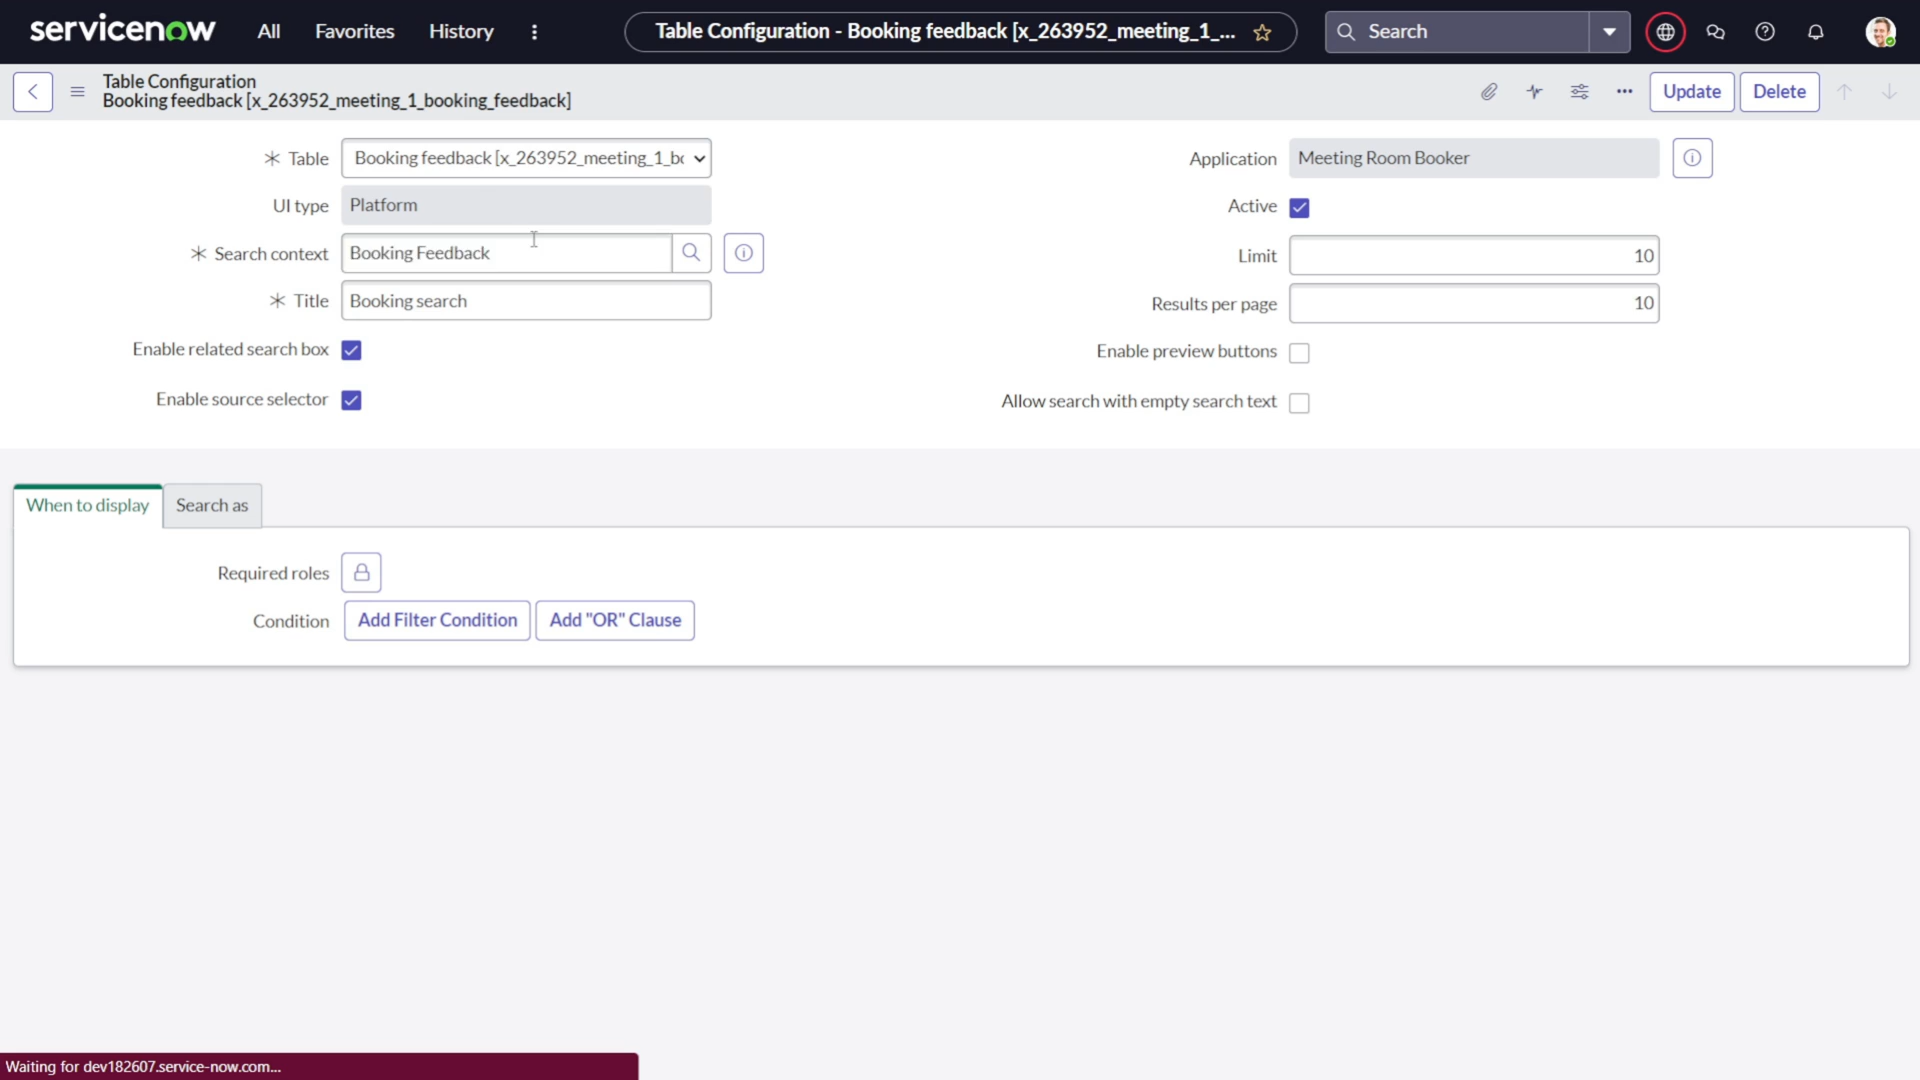 servicenow All Favorites History Table Configuration - Booking feedback [x_263952_meeting_1_... Search
Table Configuration
Booking feedback [x_263952_meeting_1_booking_feedback]
Update Delete
Table Booking feedback [x_263952_meeting_1_bc
Application Meeting Room Booker
UI type Platform
Active
Search context Booking Feedback
Limit 10
Title Booking search
Results per page 10
Enable related search box
Enable preview buttons
Enable source selector
Allow search with empty search text
When to display Search as
Required roles
Condition Add Filter Condition Add "OR" Clause
Waiting for dev182607.service-now.com...